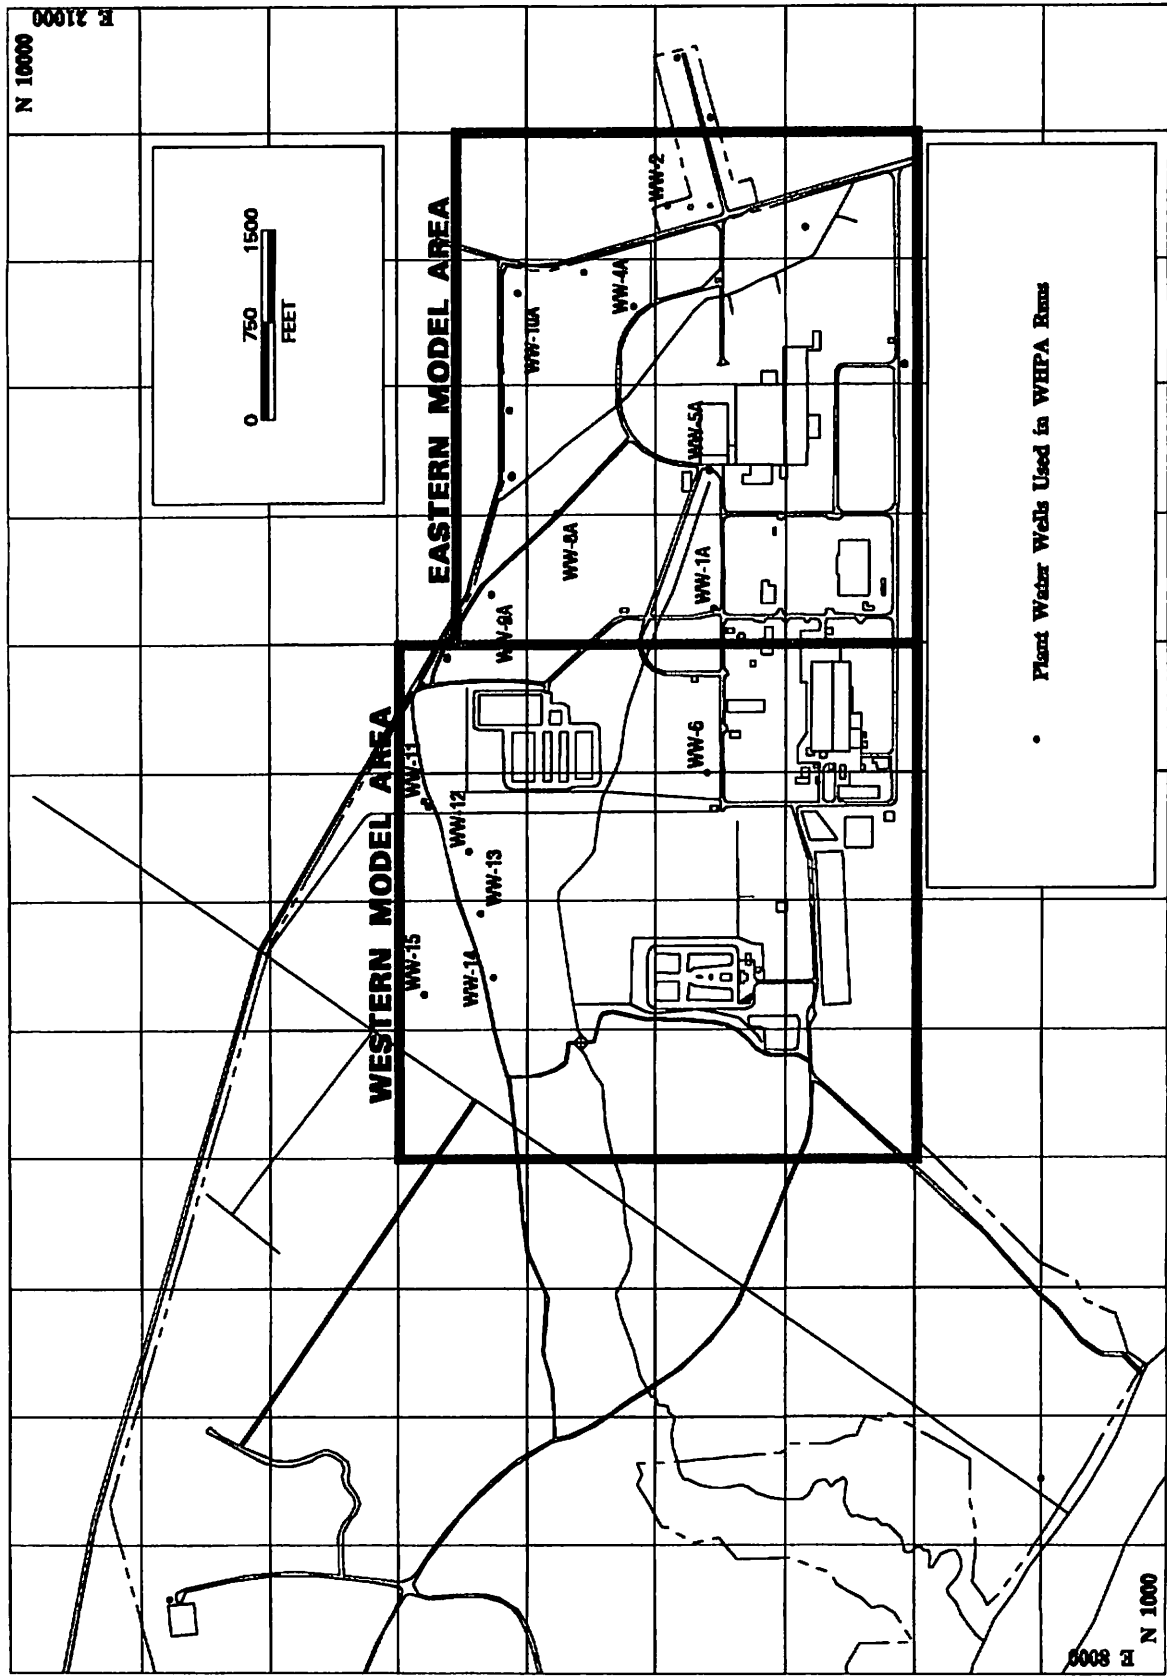 N 10000
E 21000
0 750 1500
FEET
EASTERN MODEL AREA
WESTERN MODEL AREA
WW-2
WW-4A
WW-10A
WW-5A
WW-8A
WW-1A
WW-9A
WW-6
WW-11
WW-12
WW-13
WW-15
WW-14
• Plant Water Wells Used in WHPA Runs
E 8000
N 1000